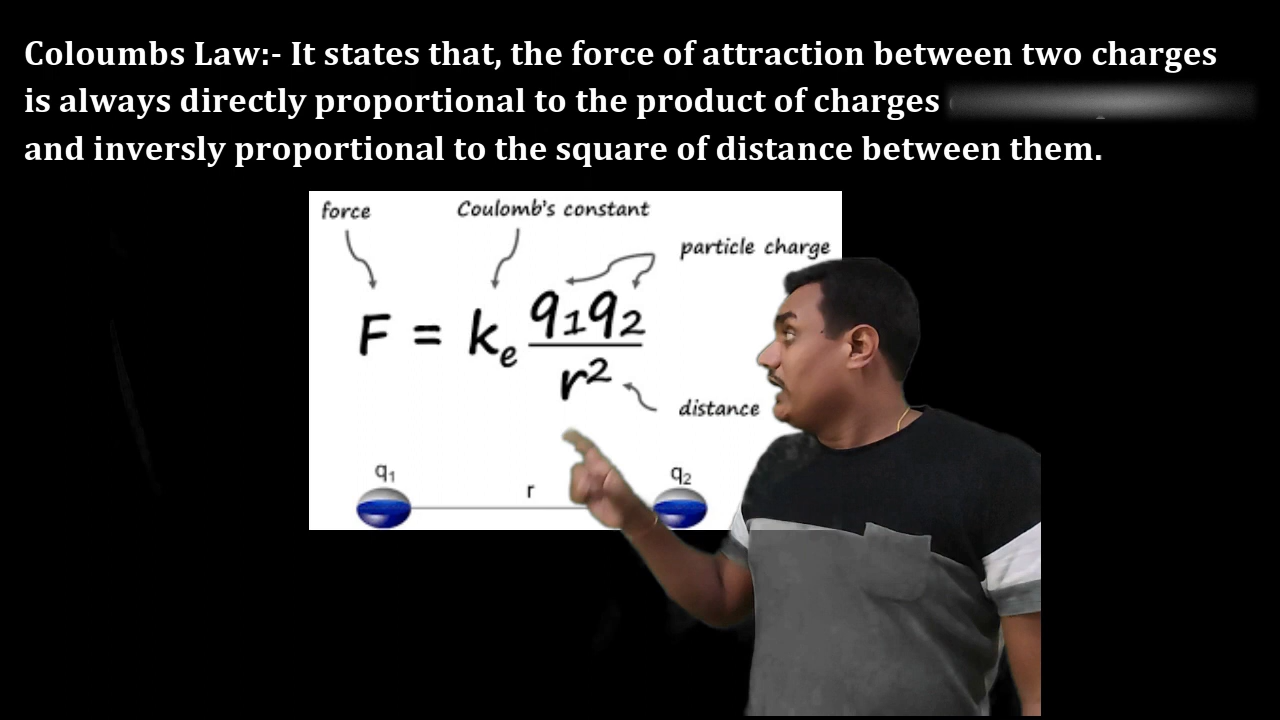 Coloumbs Law:- It states that, the force of attraction between two charges
is always directly proportional to the product of charges
and inversly proportional to the square of distance between them.
force
Coulomb's constant
particle charge
F = kₑ q₁q₂
r²
distance
q₁
r
q₂